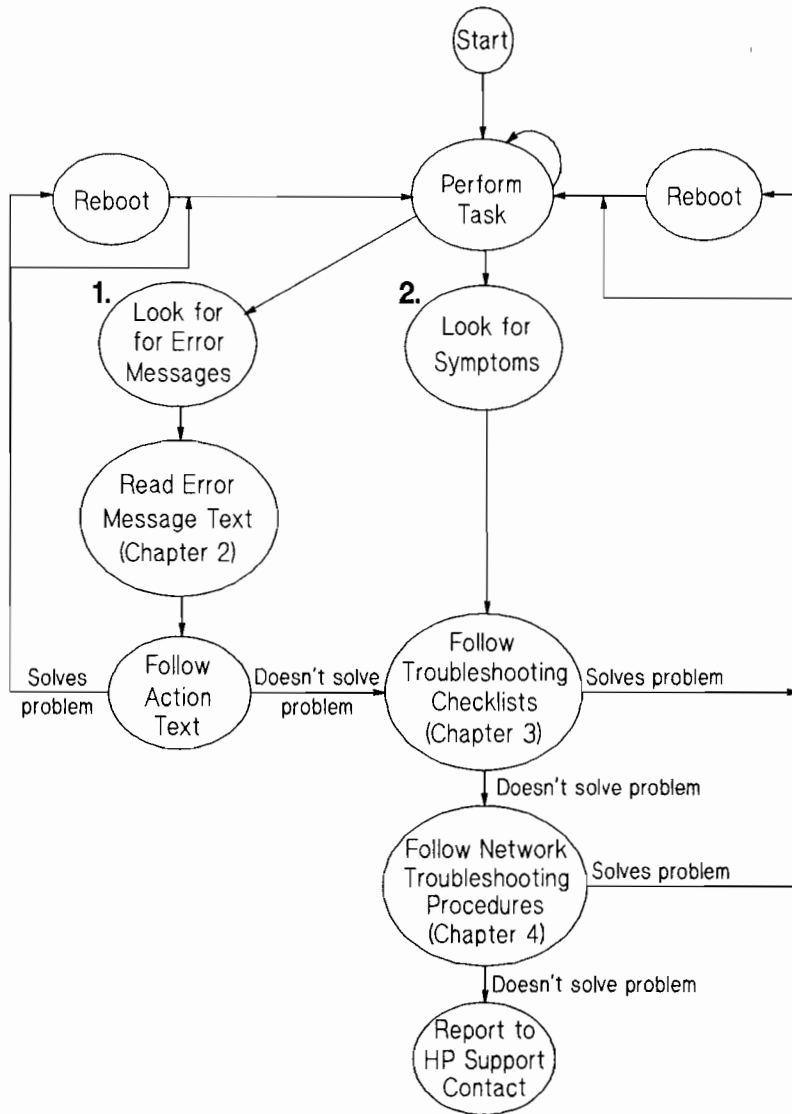 Start
Reboot
Perform
Task
Reboot
1.
Look for
for Error
Messages
2.
Look for
Symptoms
Read Error
Message Text
(Chapter 2)
Solves
problem
Follow
Action
Text
Doesn't solve
problem
Follow
Troubleshooting
Checklists
(Chapter 3)
Solves problem
Doesn't solve problem
Follow Network
Troubleshooting
Procedures
(Chapter 4)
Solves problem
Doesn't solve problem
Report to
HP Support
Contact